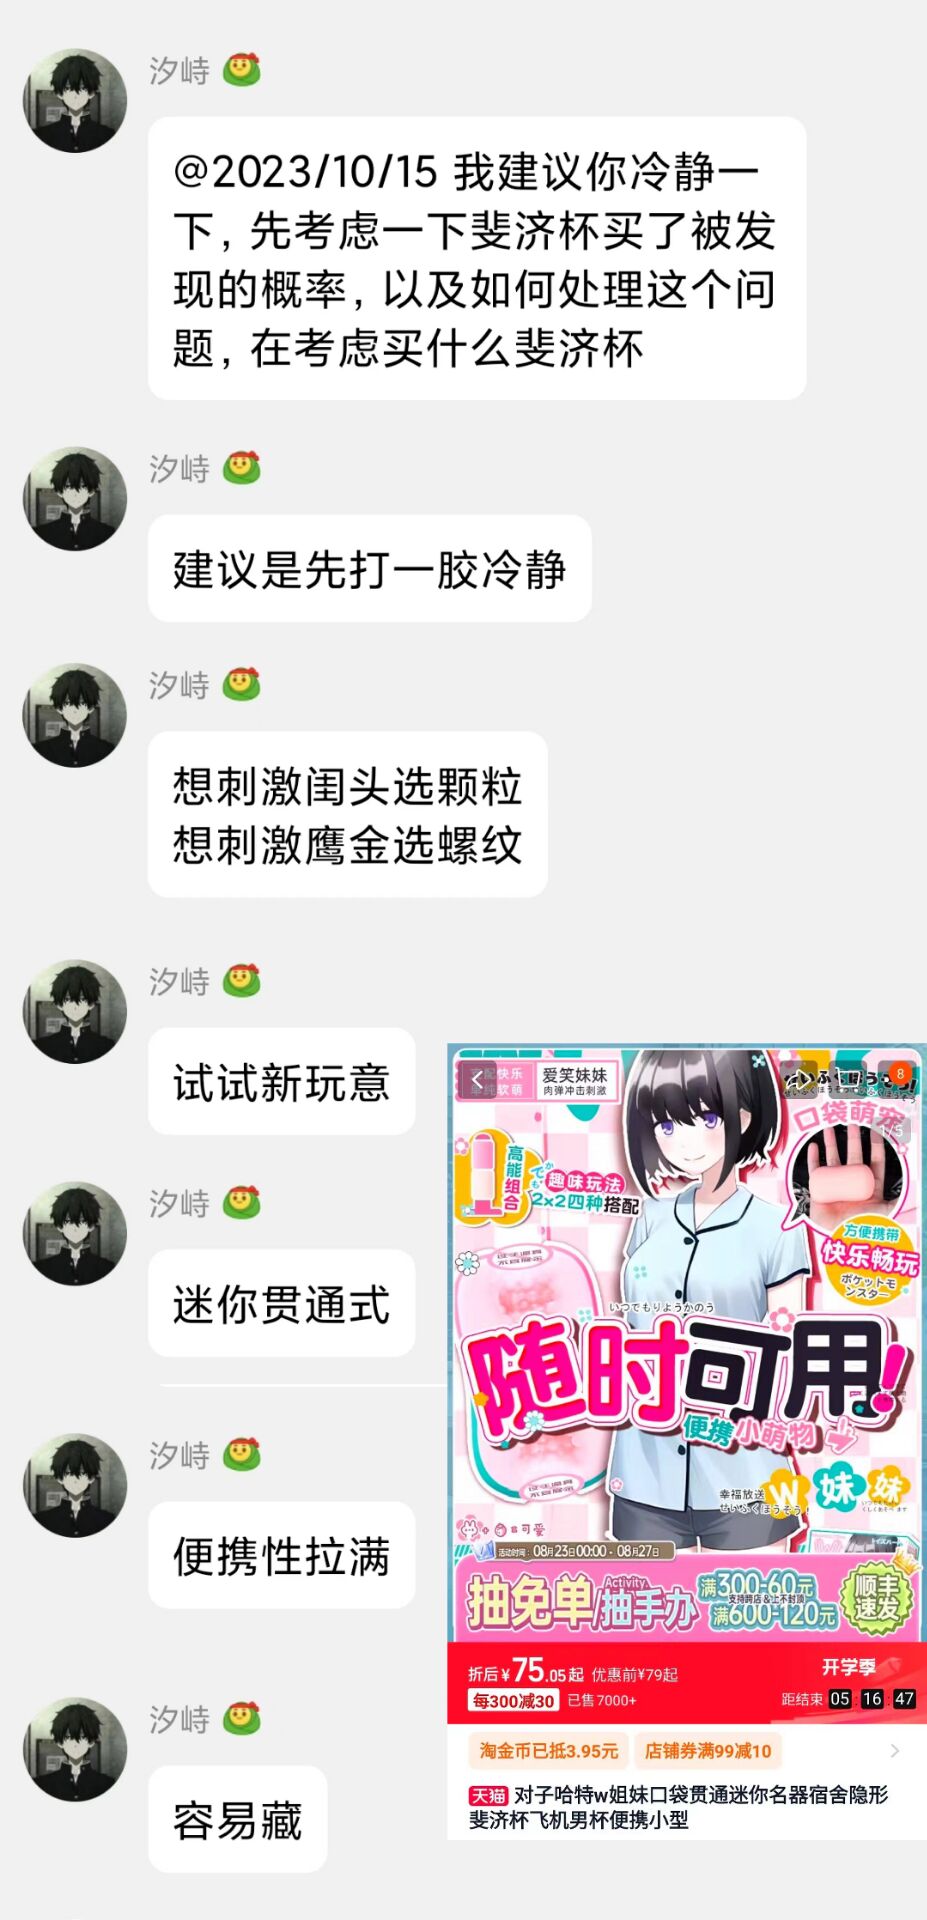 汐峙
@2023/10/15 我建议你冷静一
下, 先考虑一下斐济杯买了被发
现的概率, 以及如何处理这个问
题, 在考虑买什么斐济杯
汐峙
建议是先打一胶冷静
汐峙
想刺激闺头选颗粒
想刺激鹰金选螺纹
汐峙
试试新玩意
汐峙
迷你贯通式
汐峙
便携性拉满
汐峙
容易藏
爱笑妹妹
肉弹冲击刺激
8
1/5
口袋萌宠
高能组合
趣味玩法
2x2四种搭配
方便携带
快乐畅玩
ポケットモ
ンスター
いつでもりようかのう
随时可用!
便携小萌物
幸福放送
せいふくほうそう!
W妹妹
活动时间: 08月23日00:00 - 08月27日
Activity
抽免单/抽手办
满300-60元
支持跨店&上不封顶
满600-120元
顺丰
速发
折后¥75.05起 优惠前¥79起
开学季
每300减30 已售7000+
距结束 05:16:47
淘金币已抵3.95元 店铺券满99减10
天猫 对子哈特w姐妹口袋贯通迷你名器宿舍隐形
斐济杯飞机男杯便携小型